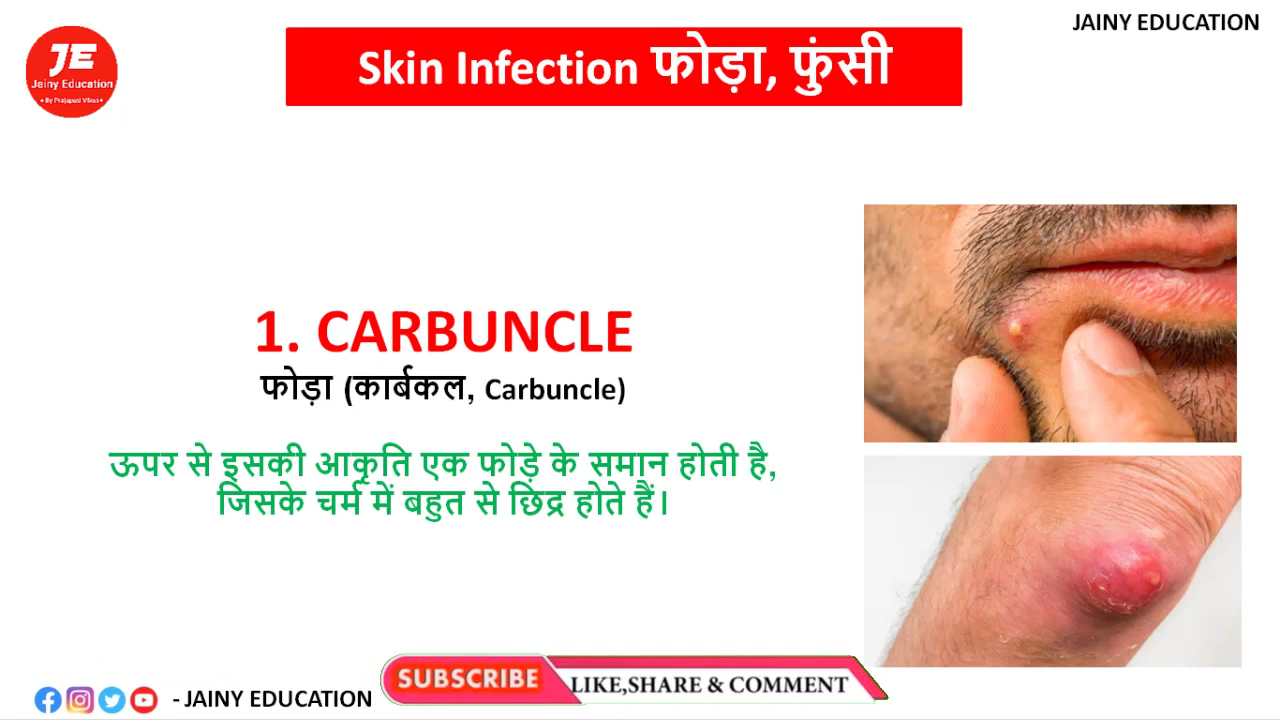 JAINY EDUCATION
JE
Jainy Education
Skin Infection फोड़ा, फुंसी
1. CARBUNCLE
फोड़ा (कार्बकल, Carbuncle)
ऊपर से इसकी आकृति एक फोड़े के समान होती है,
जिसके चर्म में बहुत से छिद्र होते हैं।
SUBSCRIBE
LIKE,SHARE & COMMENT
- JAINY EDUCATION